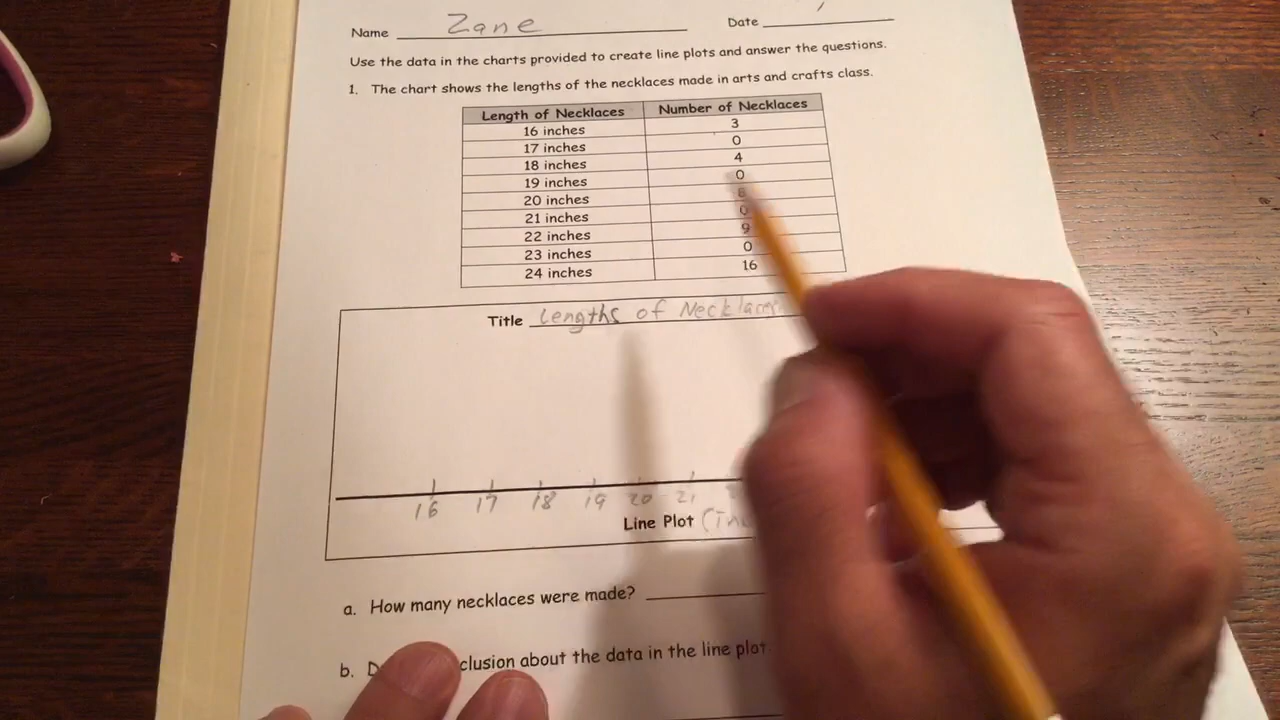 Name Zane Date
Use the data in the charts provided to create line plots and answer the questions.
1. The chart shows the lengths of the necklaces made in arts and crafts class.
Length of Necklaces Number of Necklaces
16 inches 3
17 inches 0
18 inches 4
19 inches 0
20 inches 8
21 inches 0
22 inches 9
23 inches 0
24 inches 16
Title Lengths of Necklaces
16 17 18 19 20 21
Line Plot
a. How many necklaces were made?
b. about the data in the line plot.